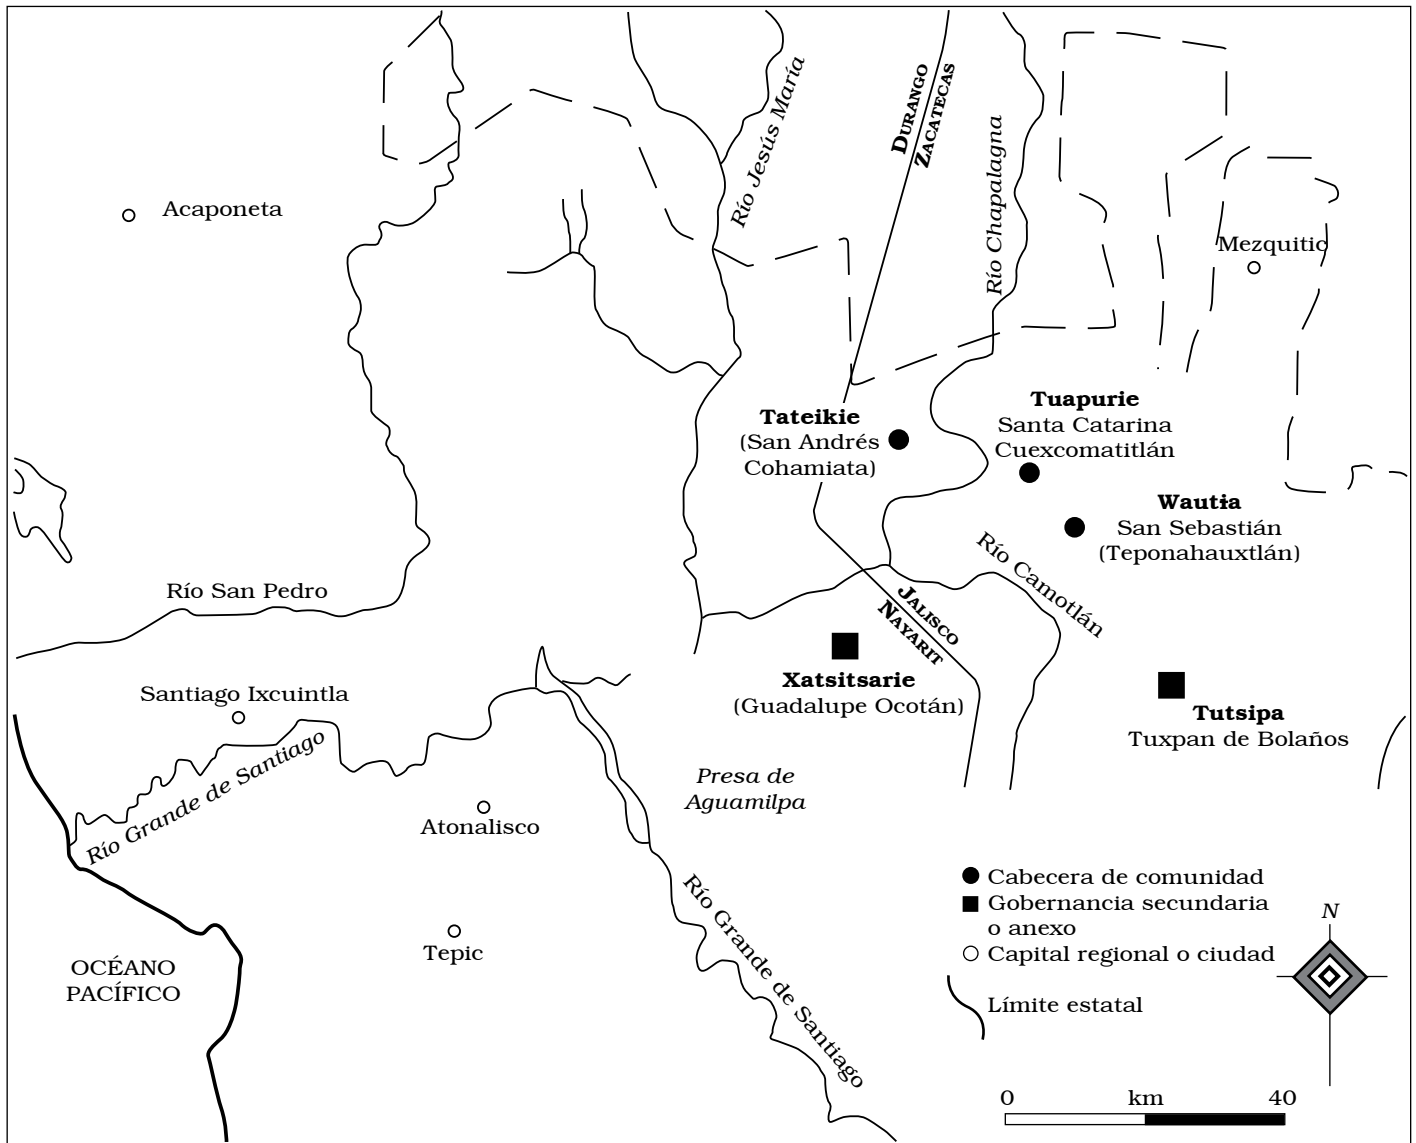 Río Jesús María
DURANGO
ZACATECAS
Río Chapalagna
Acaponeta
Mezquitic
Tateikie
(San Andrés
Cohamiata)
Tuapurie
Santa Catarina
Cuexcomatitlán
Wautɨa
San Sebastián
(Teponahauxtlán)
Río Camotlán
Río San Pedro
JALISCO
NAYARIT
Xatsitsarie
(Guadalupe Ocotán)
Tutsipa
Tuxpan de Bolaños
Santiago Ixcuintla
Río Grande de Santiago
Presa de
Aguamilpa
Atonalisco
Río Grande de Santiago
Tepic
OCÉANO
PACÍFICO
Cabecera de comunidad
Gobernancia secundaria
o anexo
Capital regional o ciudad
Límite estatal
N
0 km 40